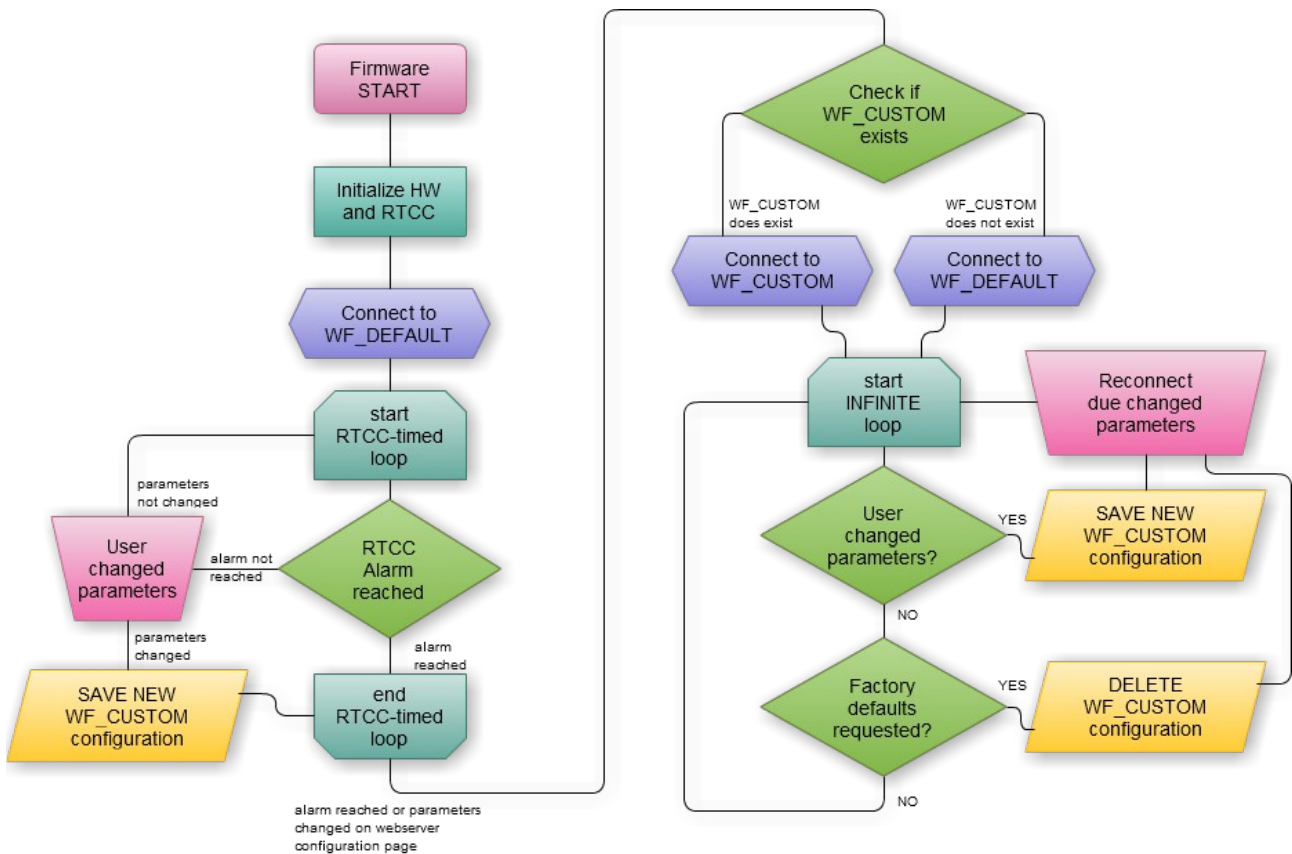 Firmware
START
Initialize HW
and RTCC
Connect to
WF_DEFAULT
start
RTCC-timed
loop
parameters
not changed
User
changed
parameters
alarm not
reached
RTCC
Alarm
reached
parameters
changed
alarm
reached
SAVE NEW
WF_CUSTOM
configuration
end
RTCC-timed
loop
alarm reached or parameters
changed on webserver
configuration page
Check if
WF_CUSTOM
exists
WF_CUSTOM
does exist
WF_CUSTOM
does not exist
Connect to
WF_CUSTOM
Connect to
WF_DEFAULT
start
INFINITE
loop
Reconnect
due changed
parameters
User
changed
parameters?
YES
SAVE NEW
WF_CUSTOM
configuration
NO
Factory
defaults
requested?
YES
DELETE
WF_CUSTOM
configuration
NO